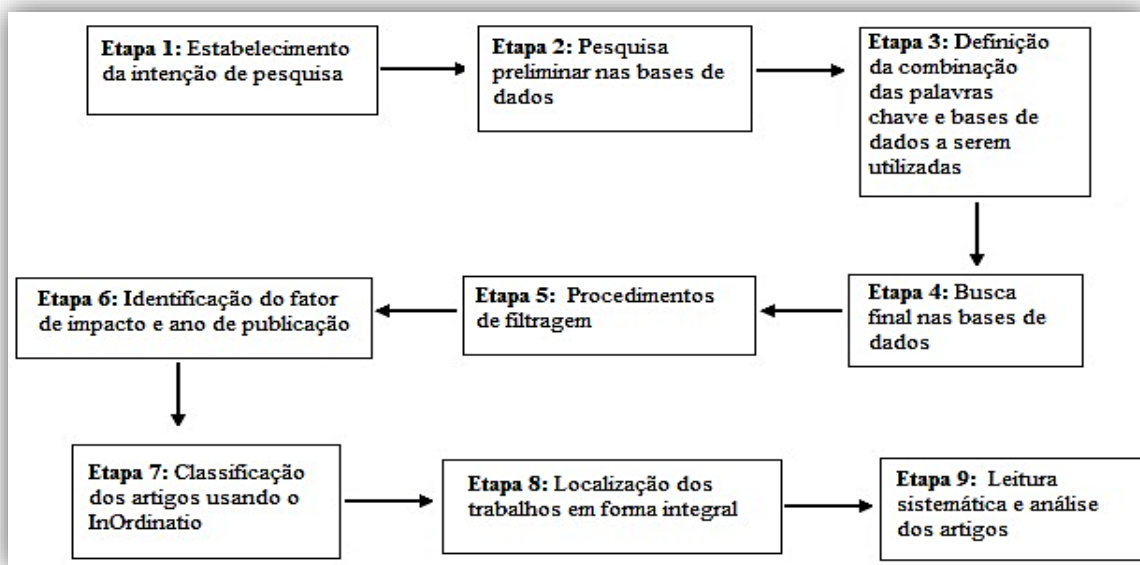 Etapa 1: Estabelecimento
da intenção de pesquisa
Etapa 2: Pesquisa
preliminar nas bases de
dados
Etapa 3: Definição
da combinação
das palavras
chave e bases de
dados a serem
utilizadas
Etapa 4: Busca
final nas bases de
dados
Etapa 5: Procedimentos
de filtragem
Etapa 6: Identificação do fator
de impacto e ano de publicação
Etapa 7: Classificação
dos artigos usando o
InOrdinatio
Etapa 8: Localização dos
trabalhos em forma integral
Etapa 9: Leitura
sistemática e análise
dos artigos